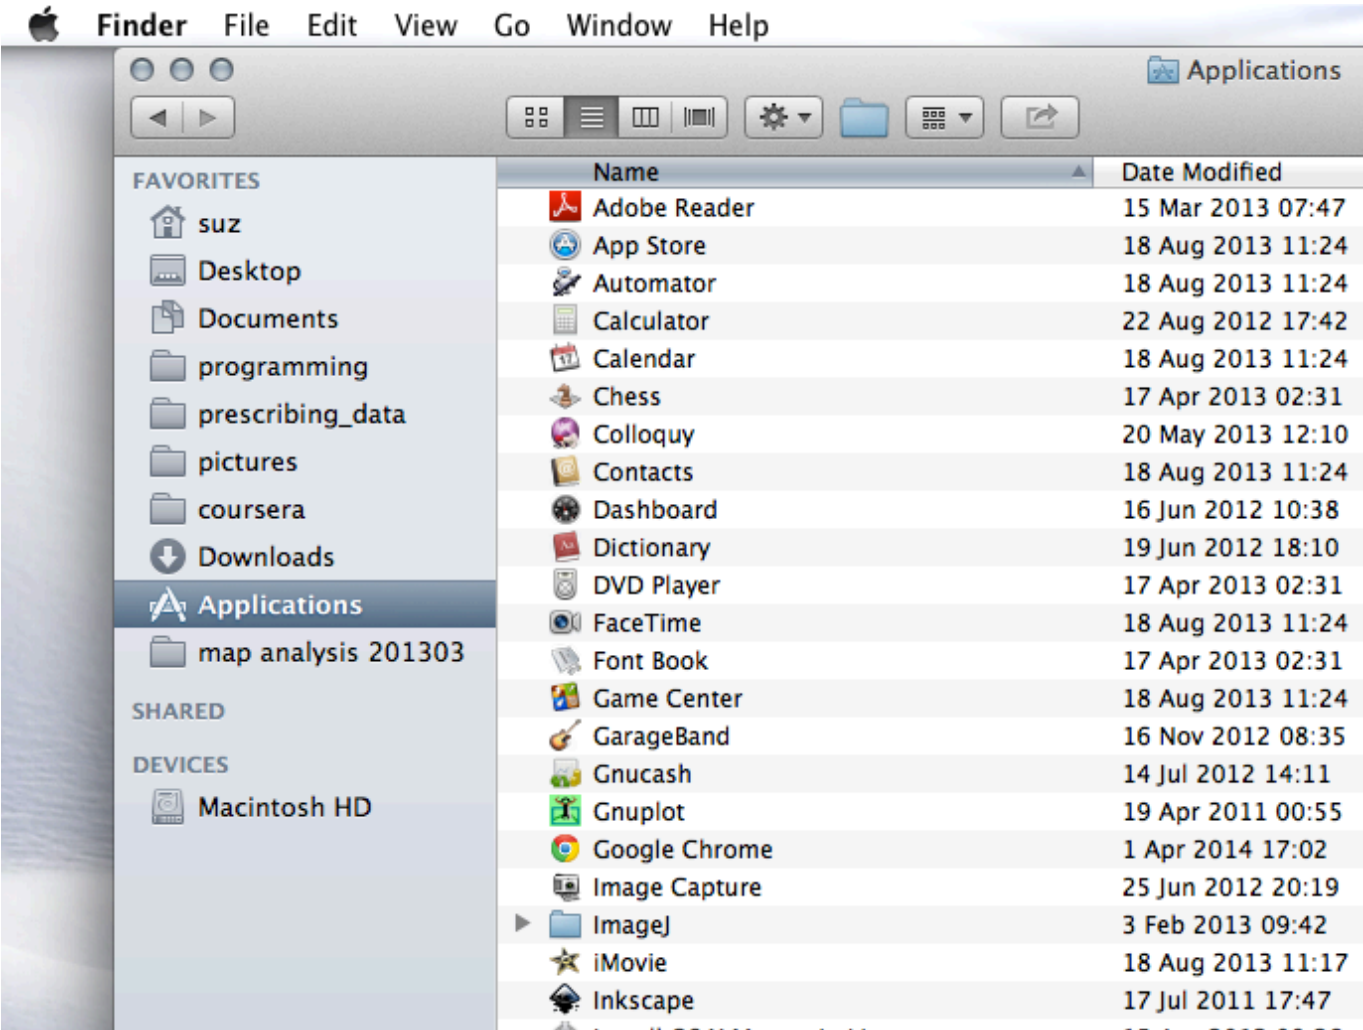 Finder File Edit View Go Window Help
Applications
FAVORITES
suz
Desktop
Documents
programming
prescribing_data
pictures
coursera
Downloads
Applications
map analysis 201303
SHARED
DEVICES
Macintosh HD
Name Date Modified
Adobe Reader 15 Mar 2013 07:47
App Store 18 Aug 2013 11:24
Automator 18 Aug 2013 11:24
Calculator 22 Aug 2012 17:42
Calendar 18 Aug 2013 11:24
Chess 17 Apr 2013 02:31
Colloquy 20 May 2013 12:10
Contacts 18 Aug 2013 11:24
Dashboard 16 Jun 2012 10:38
Dictionary 19 Jun 2012 18:10
DVD Player 17 Apr 2013 02:31
FaceTime 18 Aug 2013 11:24
Font Book 17 Apr 2013 02:31
Game Center 18 Aug 2013 11:24
GarageBand 16 Nov 2012 08:35
Gnucash 14 Jul 2012 14:11
Gnuplot 19 Apr 2011 00:55
Google Chrome 1 Apr 2014 17:02
Image Capture 25 Jun 2012 20:19
ImageJ 3 Feb 2013 09:42
iMovie 18 Aug 2013 11:17
Inkscape 17 Jul 2011 17:47